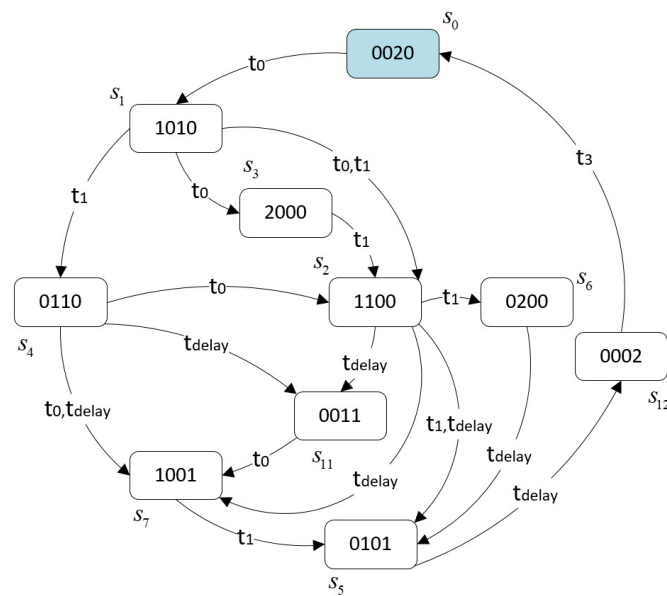 s0
0020
t0
s1
1010
t0,t1
t3
s3
t0
t1
2000
t1
s2
s6
0110
t0
1100
t1
0200
s4
tdelay
tdelay
0002
s12
t0,tdelay
0011
t1,tdelay
s11
t0
tdelay
tdelay
1001
tdelay
s7
t1
0101
s5